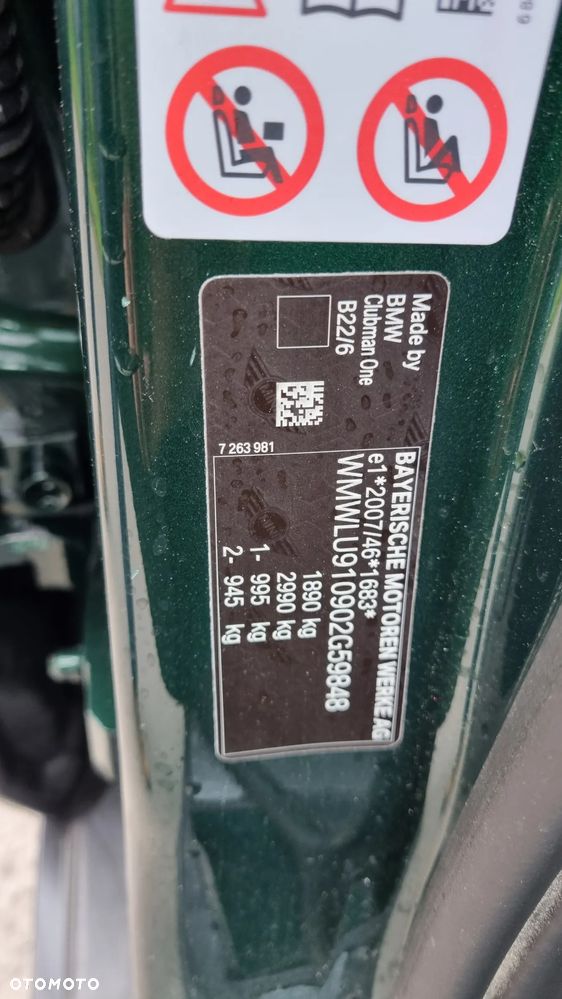 Made by
BMW
Clubman One
B22/6
7 263 981
BAYERISCHE MOTOREN WERKE AG
e1*2007/46*1683*
WMWLU910902G59848
1890 kg
2990 kg
1- 995 kg
2- 945 kg
OTOMOTO